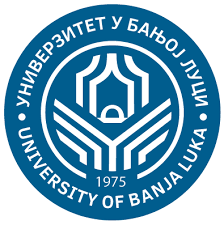 УНИВЕРЗИТЕТ У БАЊОЈ ЛУЦИ
1975
UNIVERSITY OF BANJA LUKA